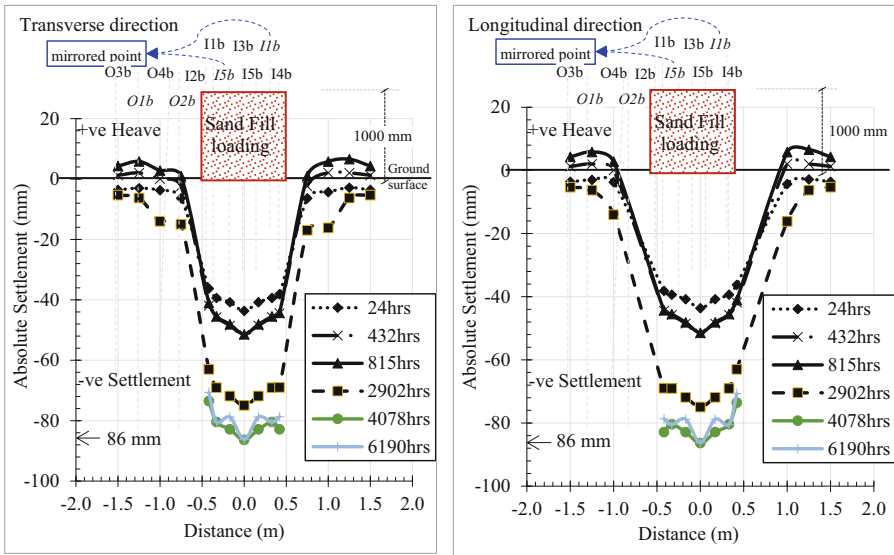 Transverse direction
mirrored point
I1b I3b I1b
O3b O4b I2b I5b I5b I4b
O1b O2b
20
0
-20
-40
-60
-80
-100
Absolute Settlement (mm)
+ve Heave
Sand Fill
loading
1000 mm
Ground
surface
-ve Settlement
86 mm
24hrs
432hrs
815hrs
2902hrs
4078hrs
6190hrs
-2.0 -1.5 -1.0 -0.5 0.0 0.5 1.0 1.5 2.0
Distance (m)
Longitudinal direction
mirrored point
I1b I3b I1b
O3b O4b I2b I5b I5b I4b
O1b O2b
20
0
-20
-40
-60
-80
-100
Absolute Settlement (mm)
+ve Heave
Sand Fill
loading
1000 mm
-ve Settlement
86 mm
24hrs
432hrs
815hrs
2902hrs
4078hrs
6190hrs
-2.0 -1.5 -1.0 -0.5 0.0 0.5 1.0 1.5 2.0
Distance (m)